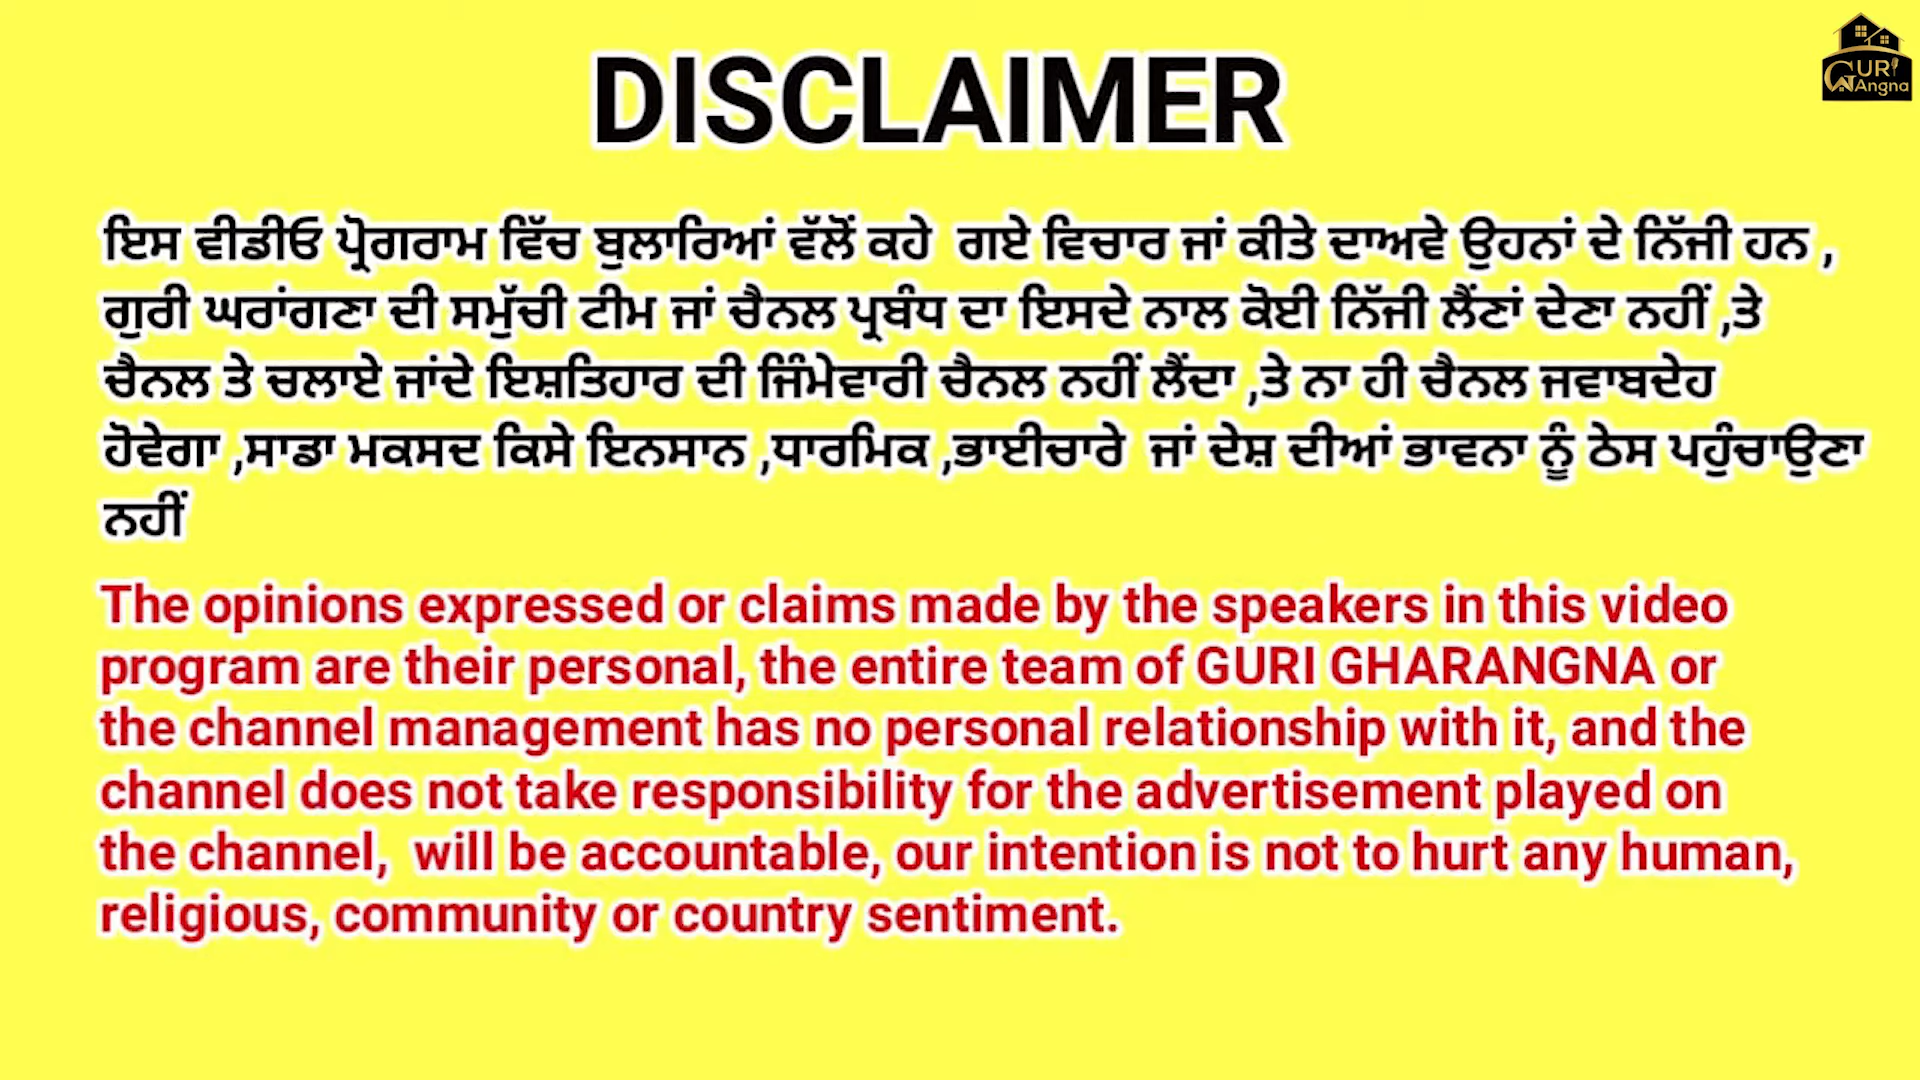 DISCLAIMER
GURI
Angna
ਇਸ ਵੀਡੀਓ ਪ੍ਰੋਗਰਾਮ ਵਿੱਚ ਬੁਲਾਰਿਆਂ ਵੱਲੋਂ ਕਹੇ ਗਏ ਵਿਚਾਰ ਜਾਂ ਕੀਤੇ ਦਾਅਵੇ ਉਹਨਾਂ ਦੇ ਨਿੱਜੀ ਹਨ ,
ਗੁਰੀ ਘਰਾਂਗਣਾ ਦੀ ਸਮੁੱਚੀ ਟੀਮ ਜਾਂ ਚੈਨਲ ਪ੍ਰਬੰਧ ਦਾ ਇਸਦੇ ਨਾਲ ਕੋਈ ਨਿੱਜੀ ਲੈਂਣਾਂ ਦੇਣਾ ਨਹੀਂ ,ਤੇ
ਚੈਨਲ ਤੇ ਚਲਾਏ ਜਾਂਦੇ ਇਸ਼ਤਿਹਾਰ ਦੀ ਜਿੰਮੇਵਾਰੀ ਚੈਨਲ ਨਹੀਂ ਲੈਂਦਾ ,ਤੇ ਨਾ ਹੀ ਚੈਨਲ ਜਵਾਬਦੇਹ
ਹੋਵੇਗਾ ,ਸਾਡਾ ਮਕਸਦ ਕਿਸੇ ਇਨਸਾਨ ,ਧਾਰਮਿਕ ,ਭਾਈਚਾਰੇ ਜਾਂ ਦੇਸ਼ ਦੀਆਂ ਭਾਵਨਾ ਨੂੰ ਠੇਸ ਪਹੁੰਚਾਉਣਾ
ਨਹੀਂ
The opinions expressed or claims made by the speakers in this video
program are their personal, the entire team of GURI GHARANGNA or
the channel management has no personal relationship with it, and the
channel does not take responsibility for the advertisement played on
the channel, will be accountable, our intention is not to hurt any human,
religious, community or country sentiment.